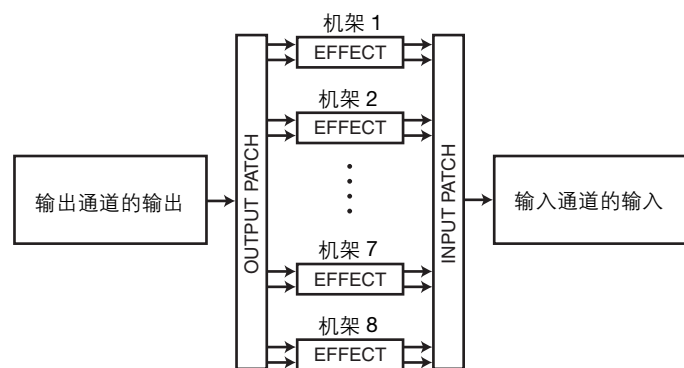 机架 1
EFFECT
机架 2
EFFECT
输出通道的输出
OUTPUT PATCH
INPUT PATCH
输入通道的输入
机架 7
EFFECT
机架 8
EFFECT